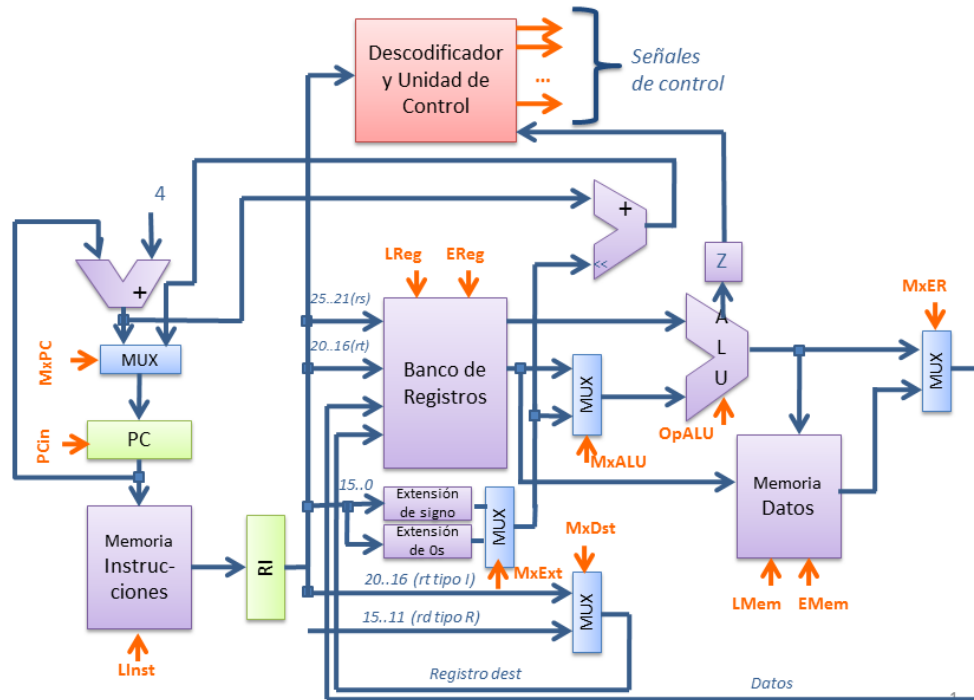 Descodificador
y Unidad de
Control
...
Señales
de control
4
+
+
<<
LReg
EReg
Z
MxER
25..21(rs)
20..16(rt)
Banco de
Registros
A
L
U
MUX
MxPC
MUX
MUX
PCin
PC
OpALU
MxALU
15..0
Extensión
de signo
Extensión
de 0s
MUX
Memoria
Datos
Memoria
Instruc-
ciones
RI
MxDst
MxExt
20..16 (rt tipo I)
15..11 (rd tipo R)
MUX
LMem
EMem
LInst
Registro dest
Datos
1